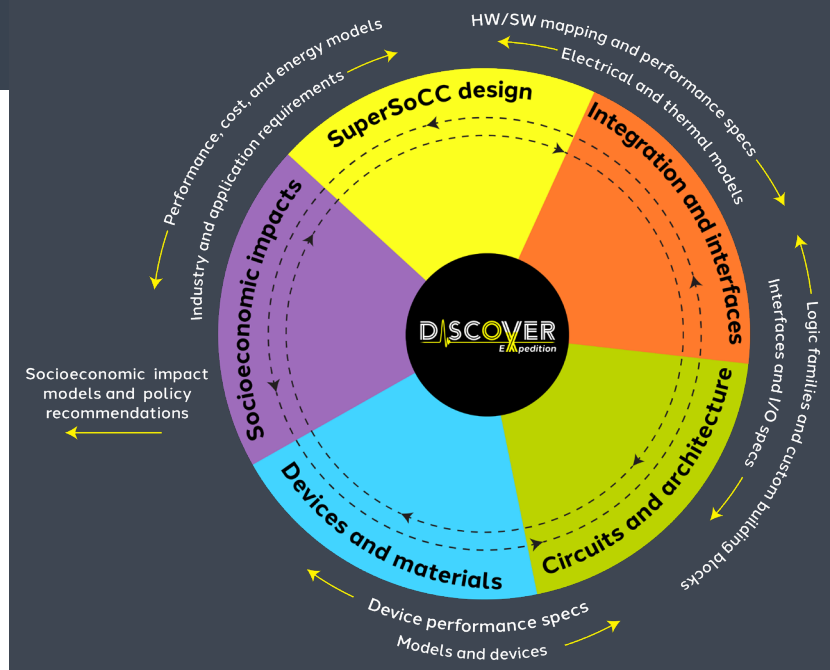 Performance, cost, and energy models
Industry and application requirements
HW/SW mapping and performance specs
Electrical and thermal models
SuperSoCC design
Integration and interfaces
Socioeconomic impacts
DISCOVER
Expedition
Logic families and custom building blocks
Interfaces and I/O specs
Socioeconomic impact
models and policy
recommendations
Devices and materials
Circuits and architecture
Device performance specs
Models and devices